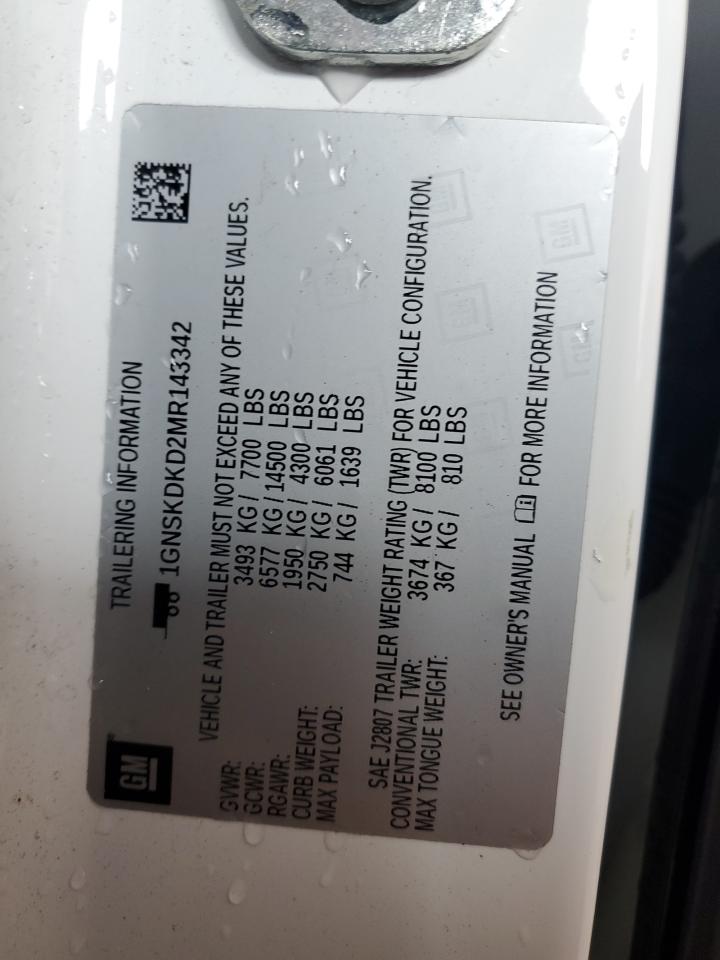 GM
TRAILERING INFORMATION
1GNSKDKD2MR143342
VEHICLE AND TRAILER MUST NOT EXCEED ANY OF THESE VALUES.
GVWR: 3493 KG / 7700 LBS
GCWR: 6577 KG / 14500 LBS
RGAWR: 1950 KG / 4300 LBS
CURB WEIGHT: 2750 KG / 6061 LBS
MAX PAYLOAD: 744 KG / 1639 LBS
SAE J2807 TRAILER WEIGHT RATING (TWR) FOR VEHICLE CONFIGURATION.
CONVENTIONAL TWR: 3674 KG / 8100 LBS
MAX TONGUE WEIGHT: 367 KG / 810 LBS
SEE OWNER'S MANUAL FOR MORE INFORMATION